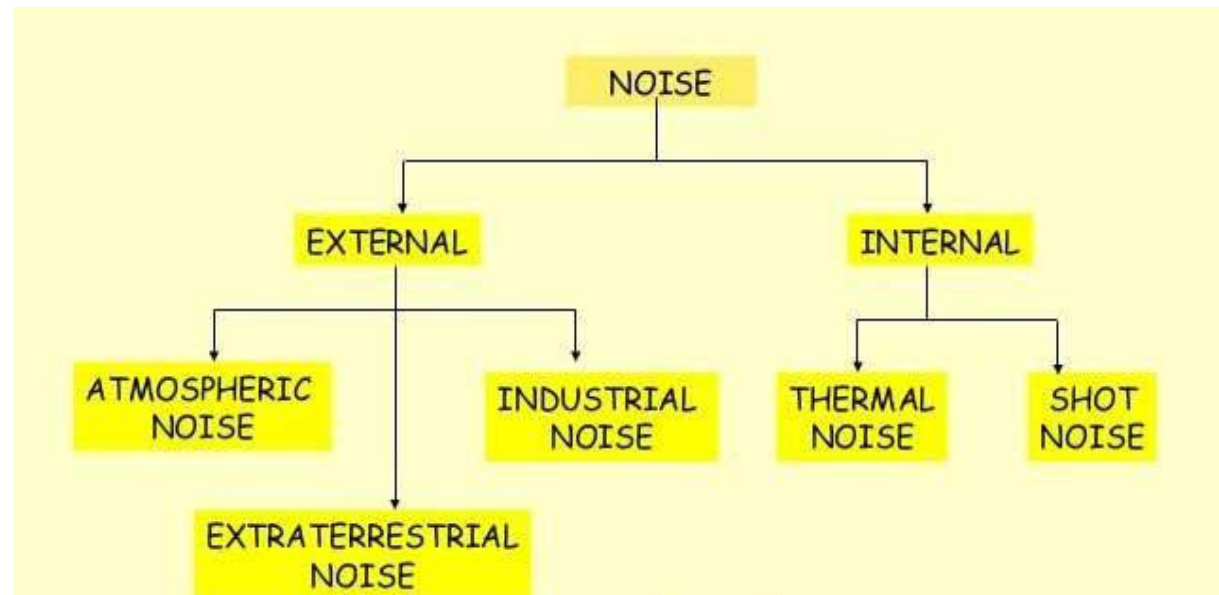 NOISE
EXTERNAL
INTERNAL
ATMOSPHERIC
NOISE
INDUSTRIAL
NOISE
THERMAL
NOISE
SHOT
NOISE
EXTRATERRESTRIAL
NOISE